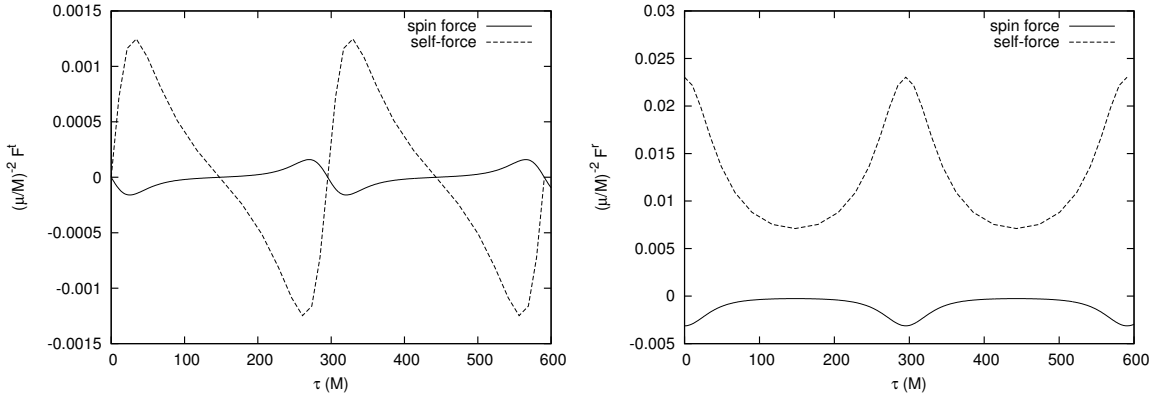 0.0015
0.001
0.0005
0
-0.0005
-0.001
-0.0015
(μ/M)⁻² Fᵗ
0 100 200 300 400 500 600
τ (M)
spin force
self-force
0.03
0.025
0.02
0.015
0.01
0.005
0
-0.005
(μ/M)⁻² Fʳ
0 100 200 300 400 500 600
τ (M)
spin force
self-force